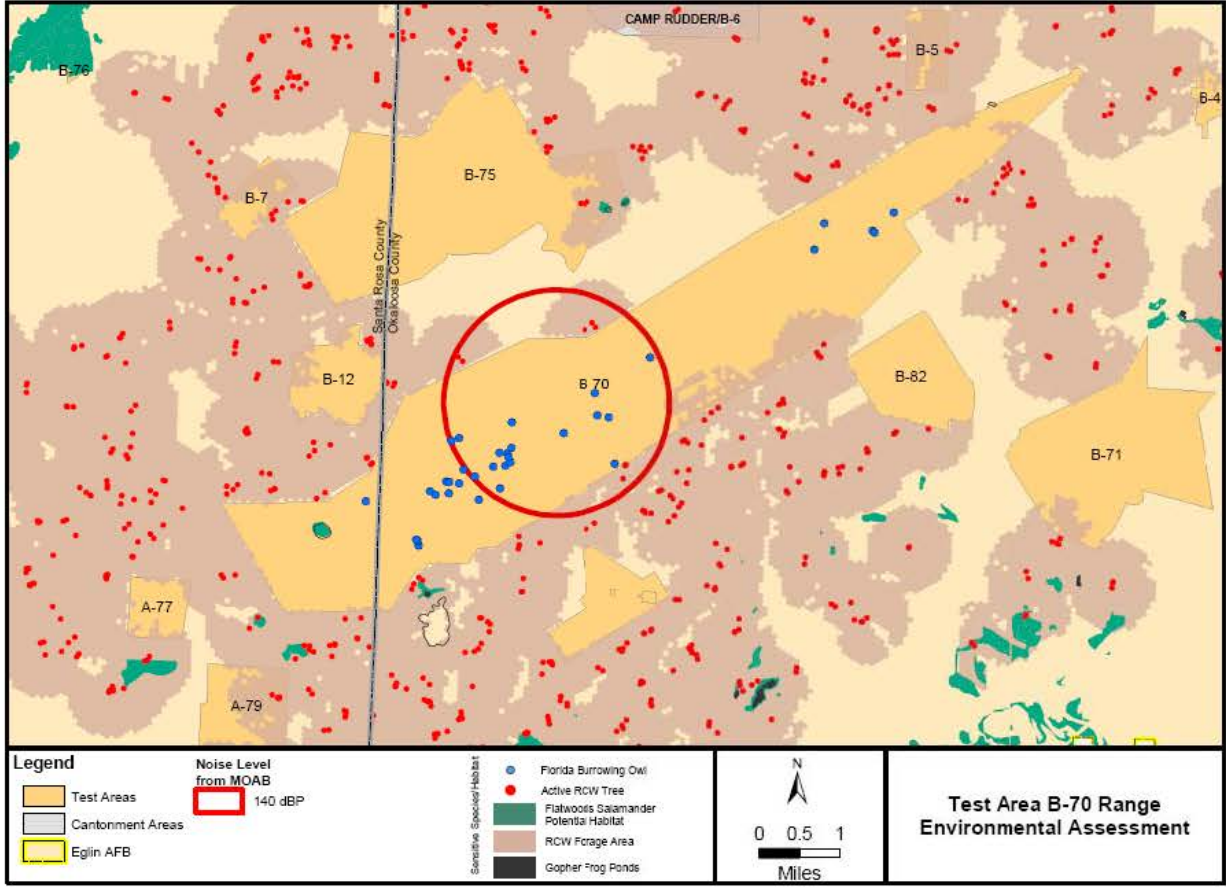 CAMP RUDDER/B-6
B-5
B-76
B-4
B-75
B-7
Santa Rosa County
Okaloosa County
B-12
B 70
B-82
B-71
A-77
A-79
Legend
Test Areas
Cantonment Areas
Eglin AFB
Noise Level
from MOAB
140 dBP
Sensitive Species/Habitat
Florida Burrowing Owl
Active RCW Tree
Flatwoods Salamander
Potential Habitat
RCW Forage Area
Gopher Frog Ponds
N
0 0.5 1
Miles
Test Area B-70 Range
Environmental Assessment